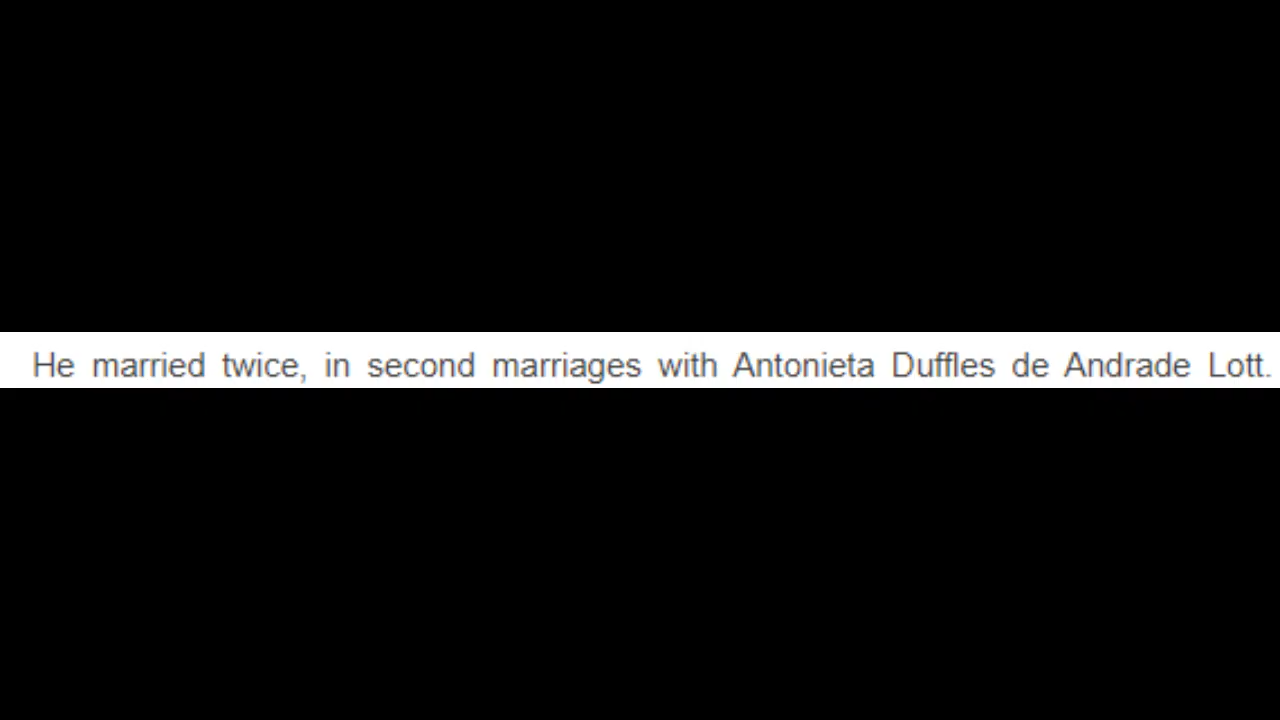 He married twice, in second marriages with Antonieta Duffles de Andrade Lott.